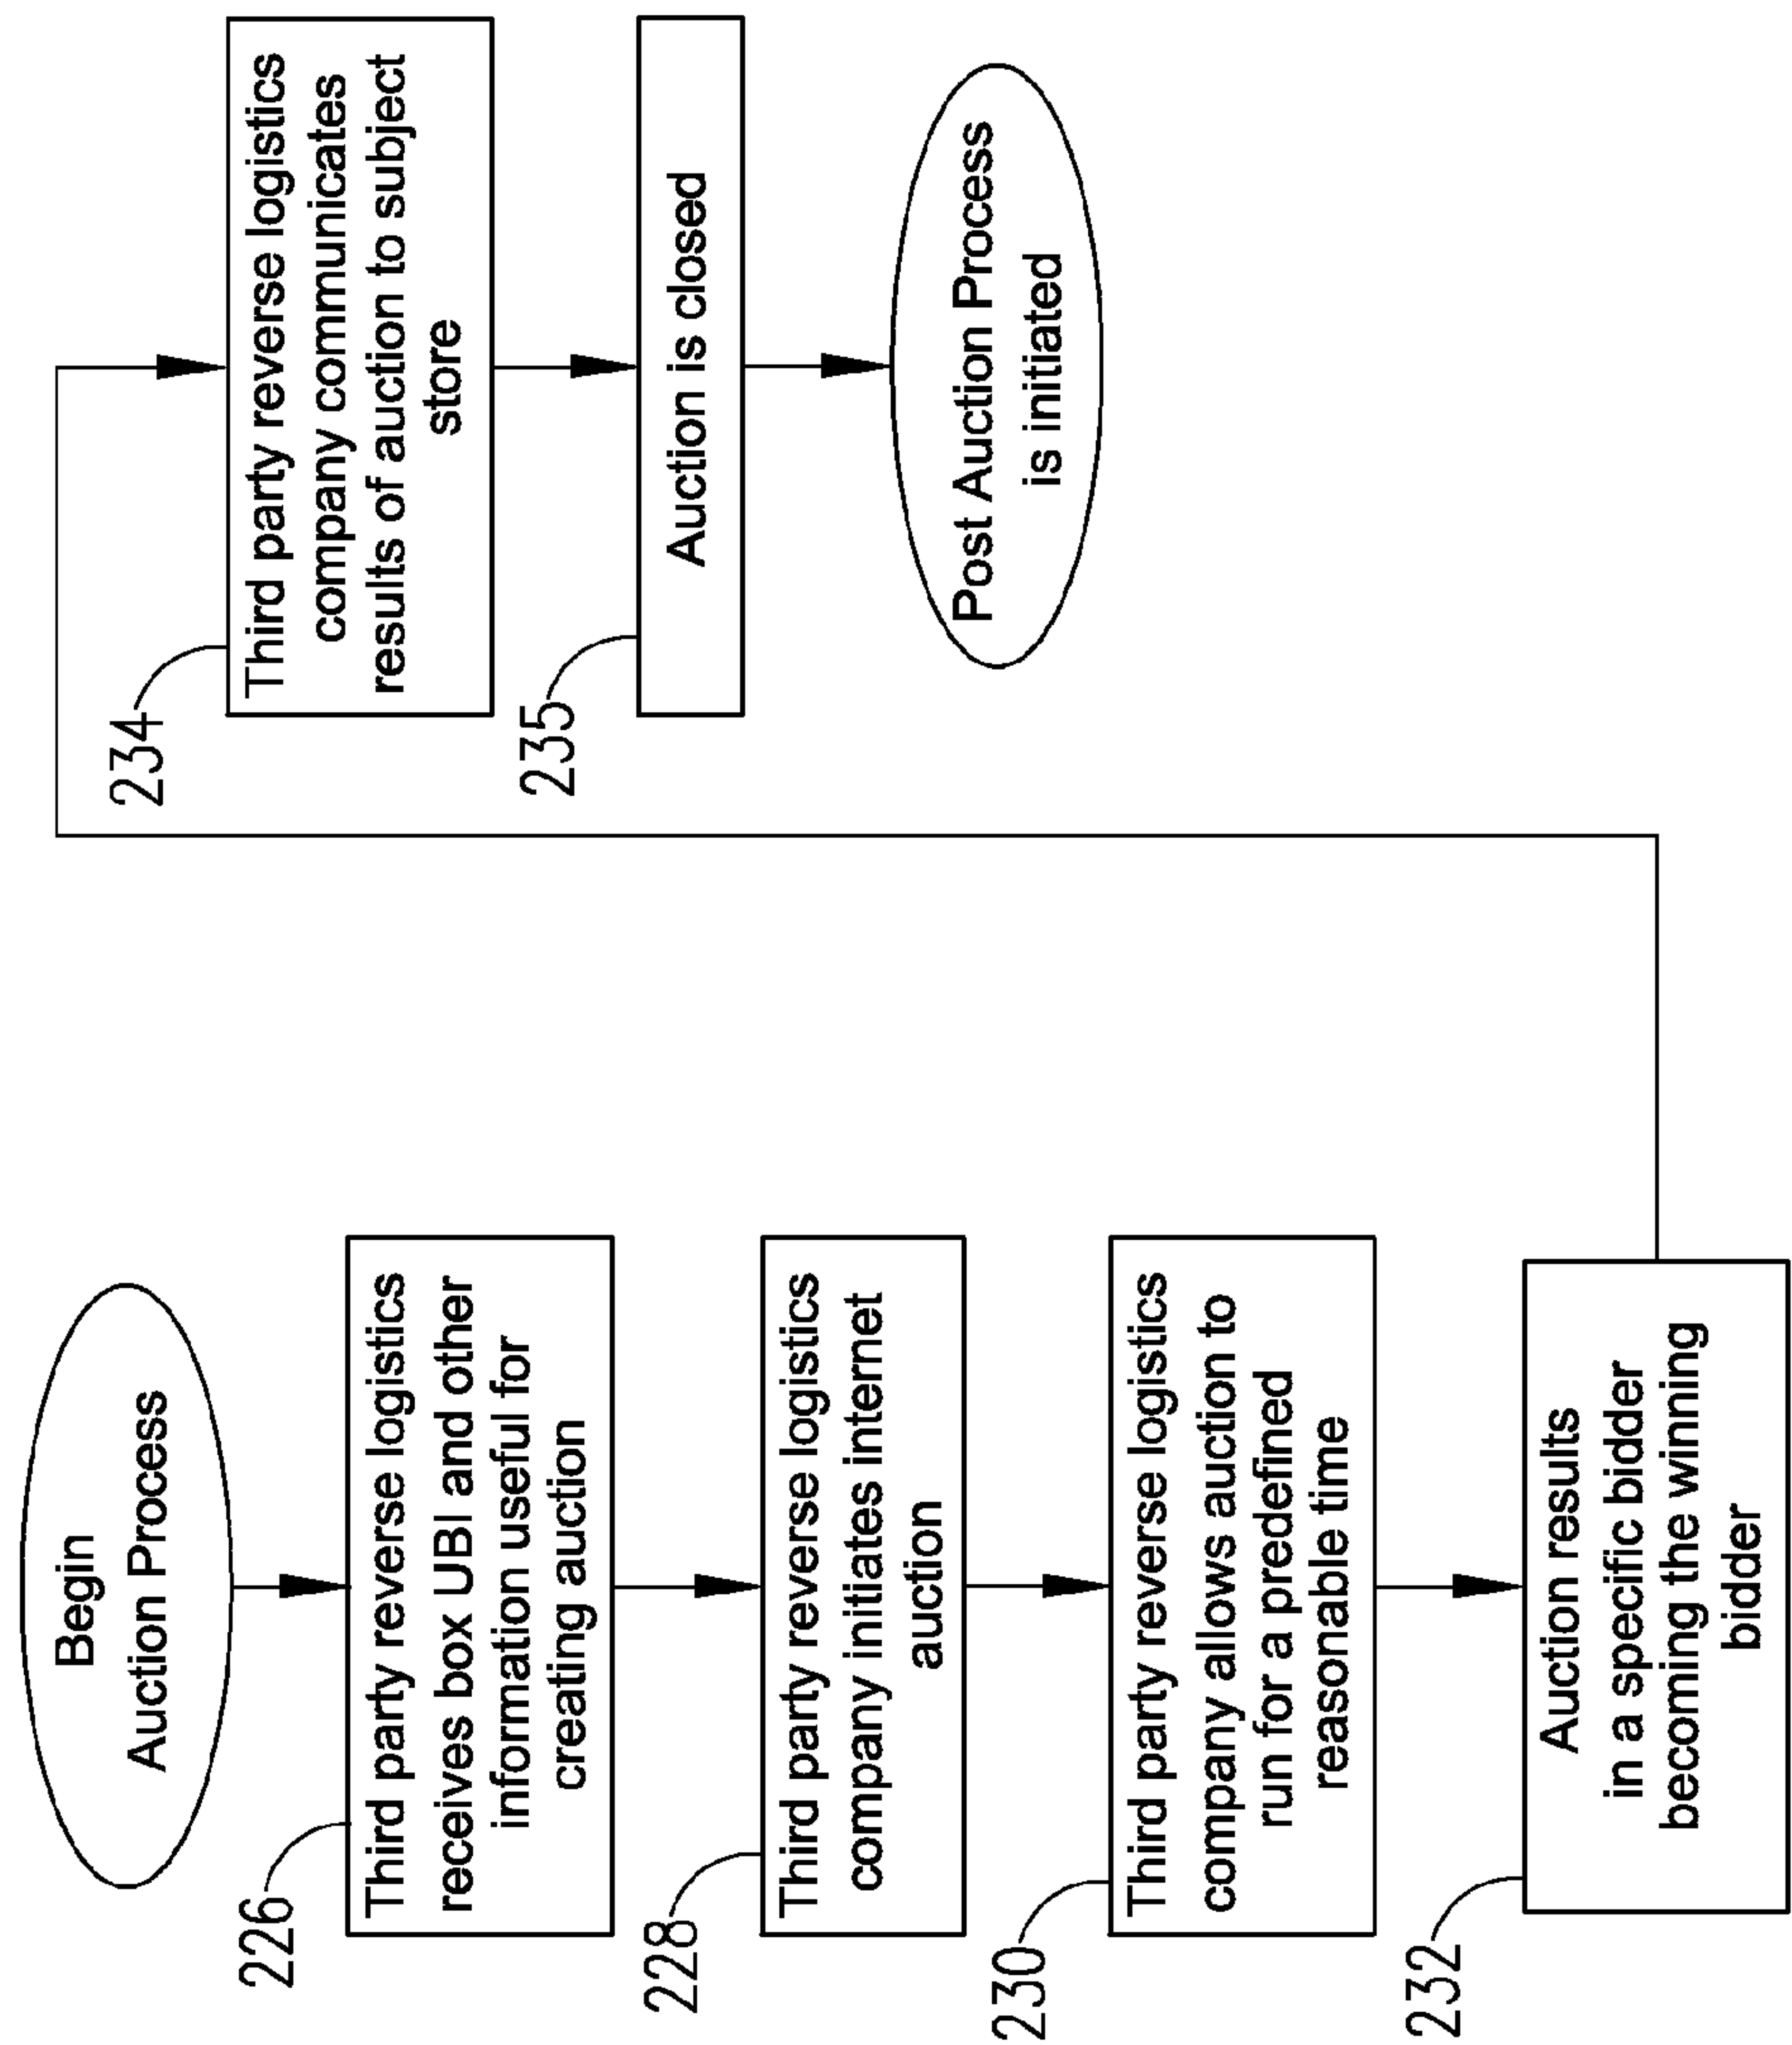 Begin
Auction Process
226
Third party reverse logistics
receives box UBI and other
information useful for
creating auction
228
Third party reverse logistics
company initiates internet
auction
230
Third party reverse logistics
company allows auction to
run for a predefined
reasonable time
232
Auction results
in a specific bidder
becoming the winning
bidder
234
Third party reverse logistics
company communicates
results of auction to subject
store
235
Auction is closed
Post Auction Process
is initiated